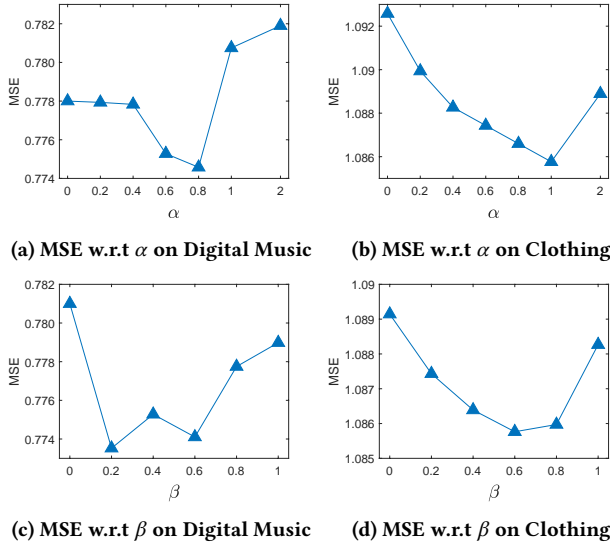 0.782
0.780
0.778
0.776
0.774
MSE
0 0.2 0.4 0.6 0.8 1 2
α
(a) MSE w.r.t α on Digital Music
1.092
1.09
1.088
1.086
MSE
0 0.2 0.4 0.6 0.8 1 2
α
(b) MSE w.r.t α on Clothing
0.782
0.780
0.778
0.776
0.774
MSE
0 0.2 0.4 0.6 0.8 1
β
(c) MSE w.r.t β on Digital Music
1.09
1.089
1.088
1.087
1.086
1.085
MSE
0 0.2 0.4 0.6 0.8 1
β
(d) MSE w.r.t β on Clothing